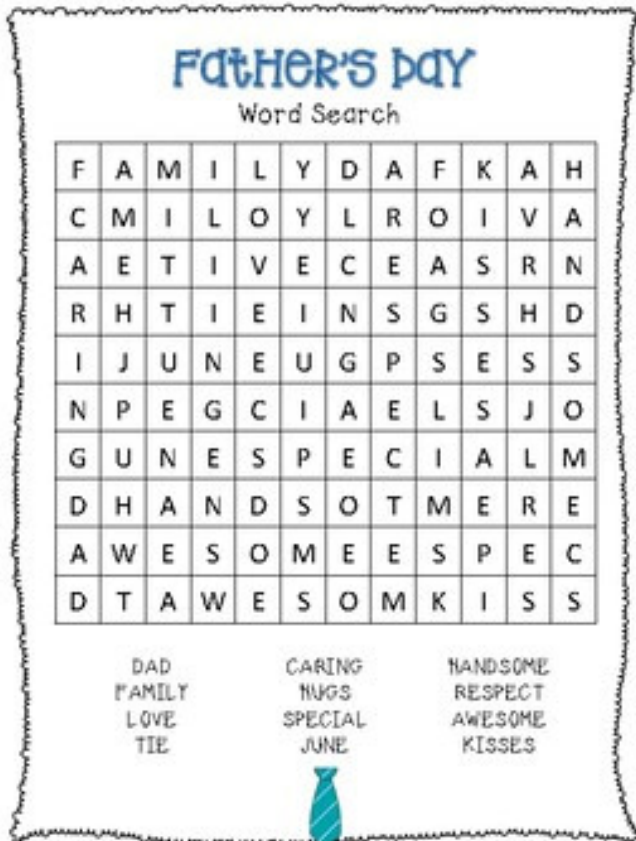 FatHER'S DAY
Word Search
F A M I L Y D A F K A H
C M I L O Y L R O I V A
A E T I V E C E A S R N
R H T I E I N S G S H D
I J U N E U G P S E S S
N P E G C I A E L S J O
G U N E S P E C I A L M
D H A N D S O T M E R E
A W E S O M E E S P E C
D T A W E S O M K I S S
DAD CARING HANDSOME
FAMILY HUGS RESPECT
LOVE SPECIAL AWESOME
TIE JUNE KISSES